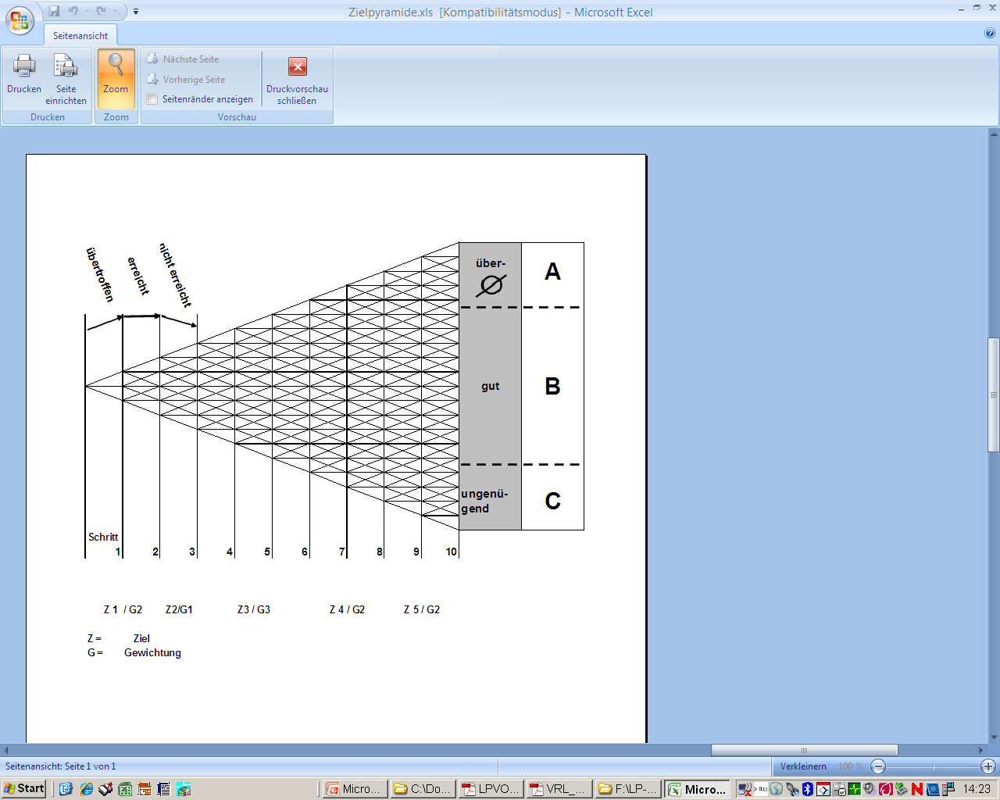 Zielpyramide.xls [Kompatibilitätsmodus] - Microsoft Excel
Seitenansicht
Drucken
Seite einrichten
Zoom
Nächste Seite
Vorherige Seite
Seitenränder anzeigen
Druckvorschau schließen
Drucken
Zoom
Vorschau
übertroffen
erreicht
nicht erreicht
über-
A
gut
B
ungenü-
gend
C
Schritt
1 2 3 4 5 6 7 8 9 10
Z 1 / G2 Z2/G1 Z3 / G3 Z 4 / G2 Z 5 / G2
Z = Ziel
G = Gewichtung
Seitenansicht: Seite 1 von 1
Verkleinern 100 %
Start Micro... C:\Do... LPVO... VRL_... F:\LP-... Micro... 14:23